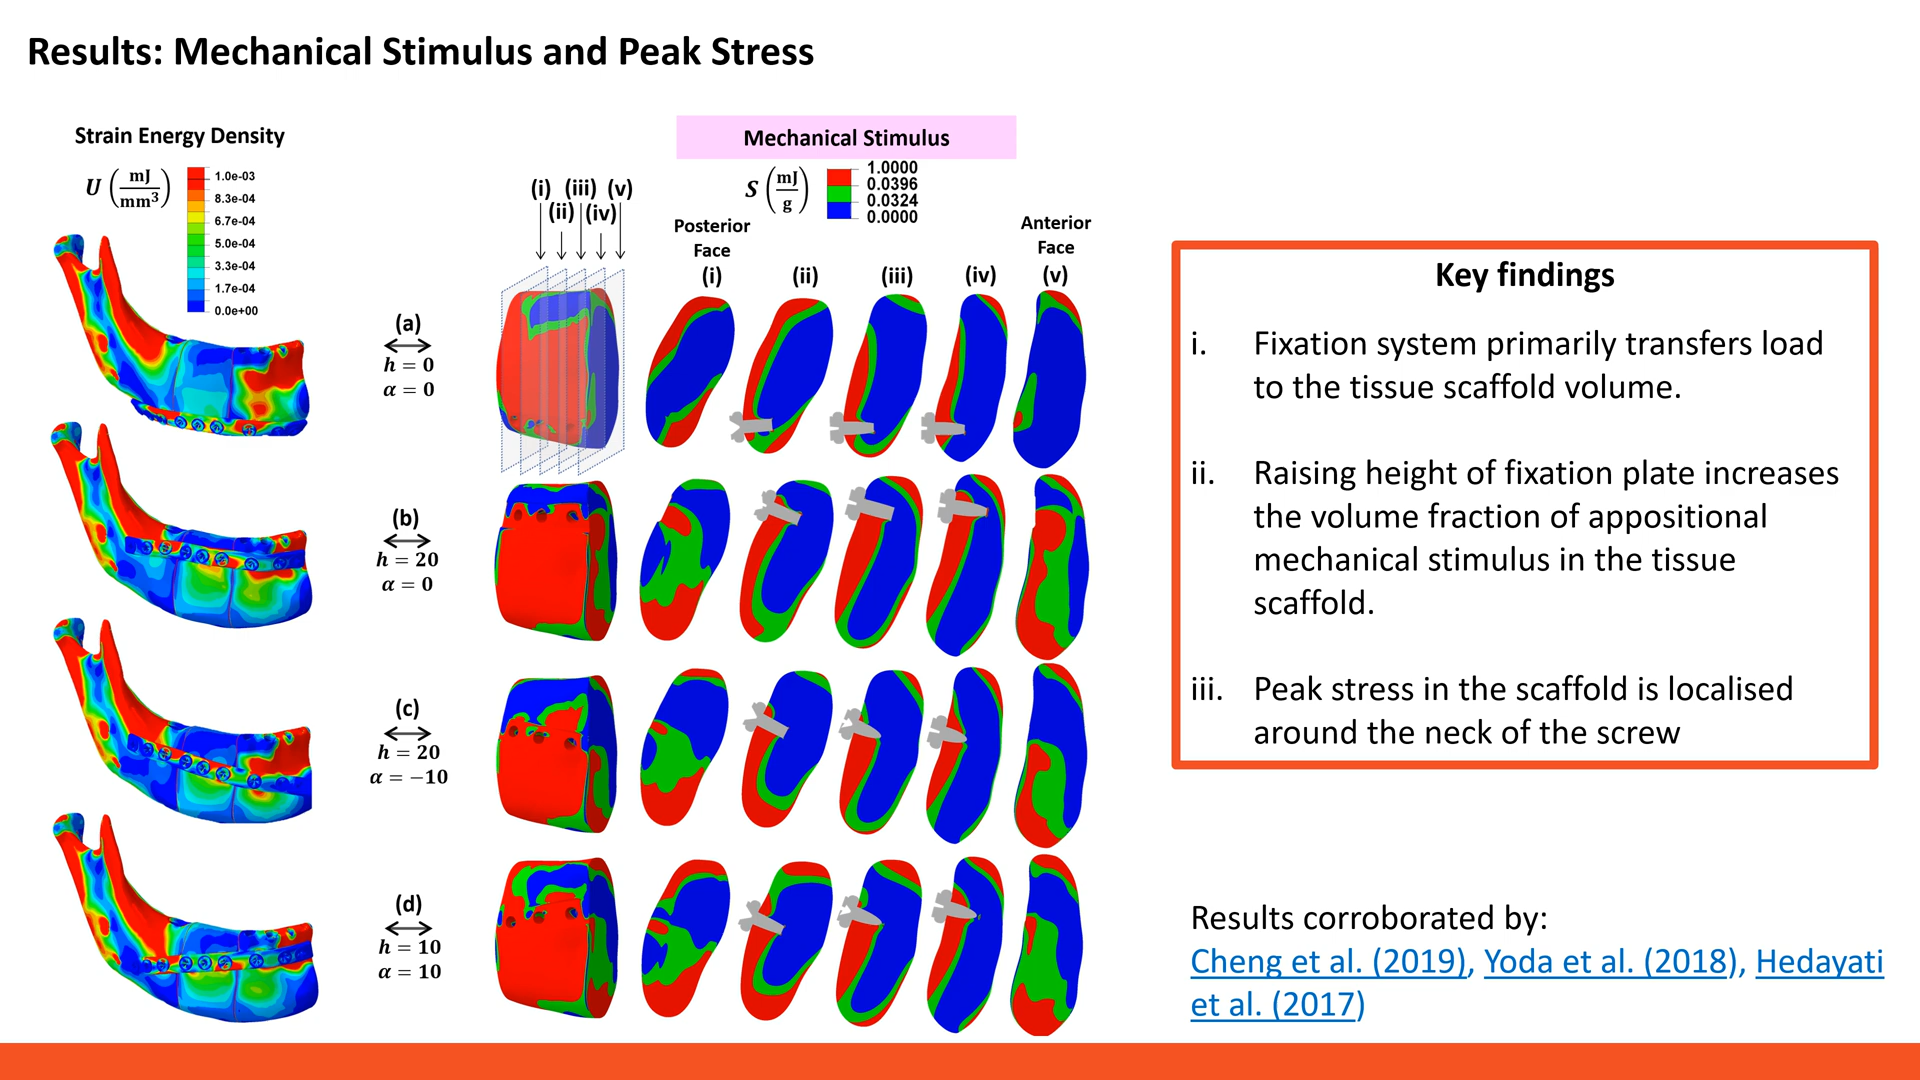 Results: Mechanical Stimulus and Peak Stress
Strain Energy Density
U (mJ/mm³)
1.0e-03
8.3e-04
6.7e-04
5.0e-04
3.3e-04
1.7e-04
0.0e+00
Mechanical Stimulus
S (mJ/g)
1.0000
0.0396
0.0324
0.0000
(i) (iii) (v)
(ii) (iv)
Posterior
Face
Anterior
Face
(i) (ii) (iii) (iv) (v)
(a)
h = 0
α = 0
(b)
h = 20
α = 0
(c)
h = 20
α = −10
(d)
h = 10
α = 10
Key findings
i. Fixation system primarily transfers load
to the tissue scaffold volume.
ii. Raising height of fixation plate increases
the volume fraction of appositional
mechanical stimulus in the tissue
scaffold.
iii. Peak stress in the scaffold is localised
around the neck of the screw
Results corroborated by:
Cheng et al. (2019), Yoda et al. (2018), Hedayati
et al. (2017)